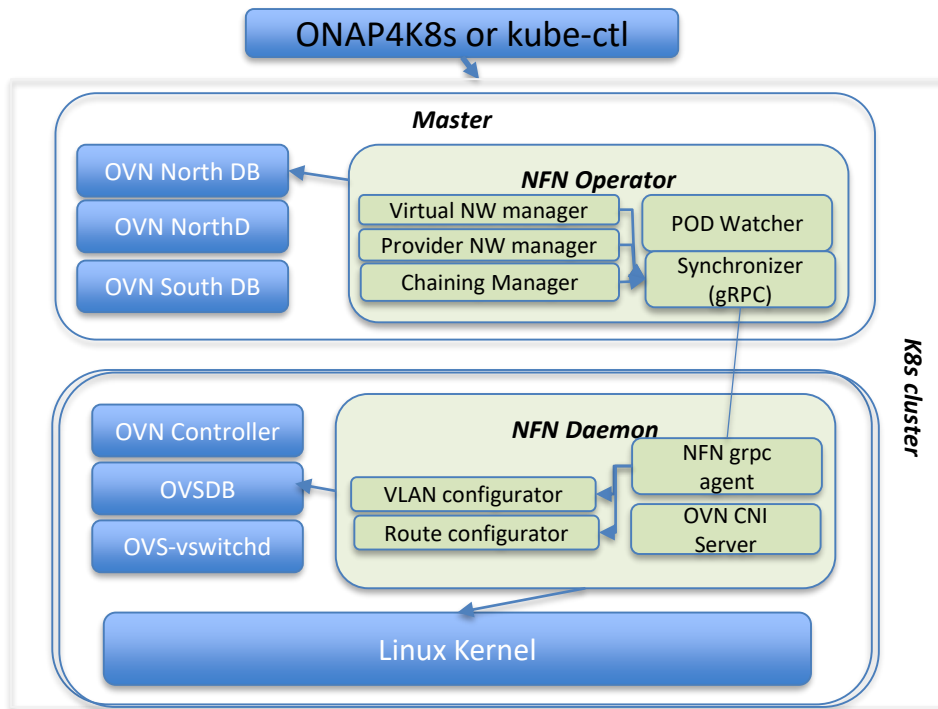 ONAP4K8s or kube-ctl
Master
OVN North DB
OVN NorthD
OVN South DB
NFN Operator
Virtual NW manager
Provider NW manager
Chaining Manager
POD Watcher
Synchronizer
(gRPC)
K8s cluster
OVN Controller
OVSDB
OVS-vswitchd
NFN Daemon
VLAN configurator
Route configurator
NFN grpc
agent
OVN CNI
Server
Linux Kernel